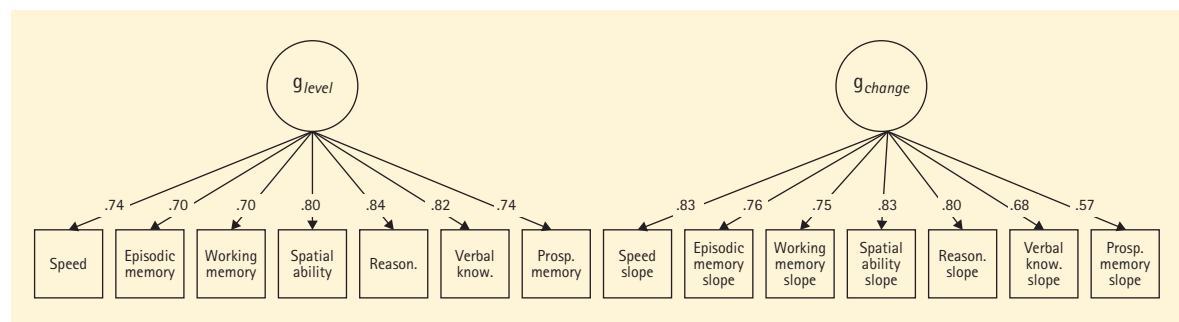 g level
g change
.74
.70
.70
.80
.84
.82
.74
.83
.76
.75
.83
.80
.68
.57
Speed
Episodic
memory
Working
memory
Spatial
ability
Reason.
Verbal
know.
Prosp.
memory
Speed
slope
Episodic
memory
slope
Working
memory
slope
Spatial
ability
slope
Reason.
slope
Verbal
know.
slope
Prosp.
memory
slope